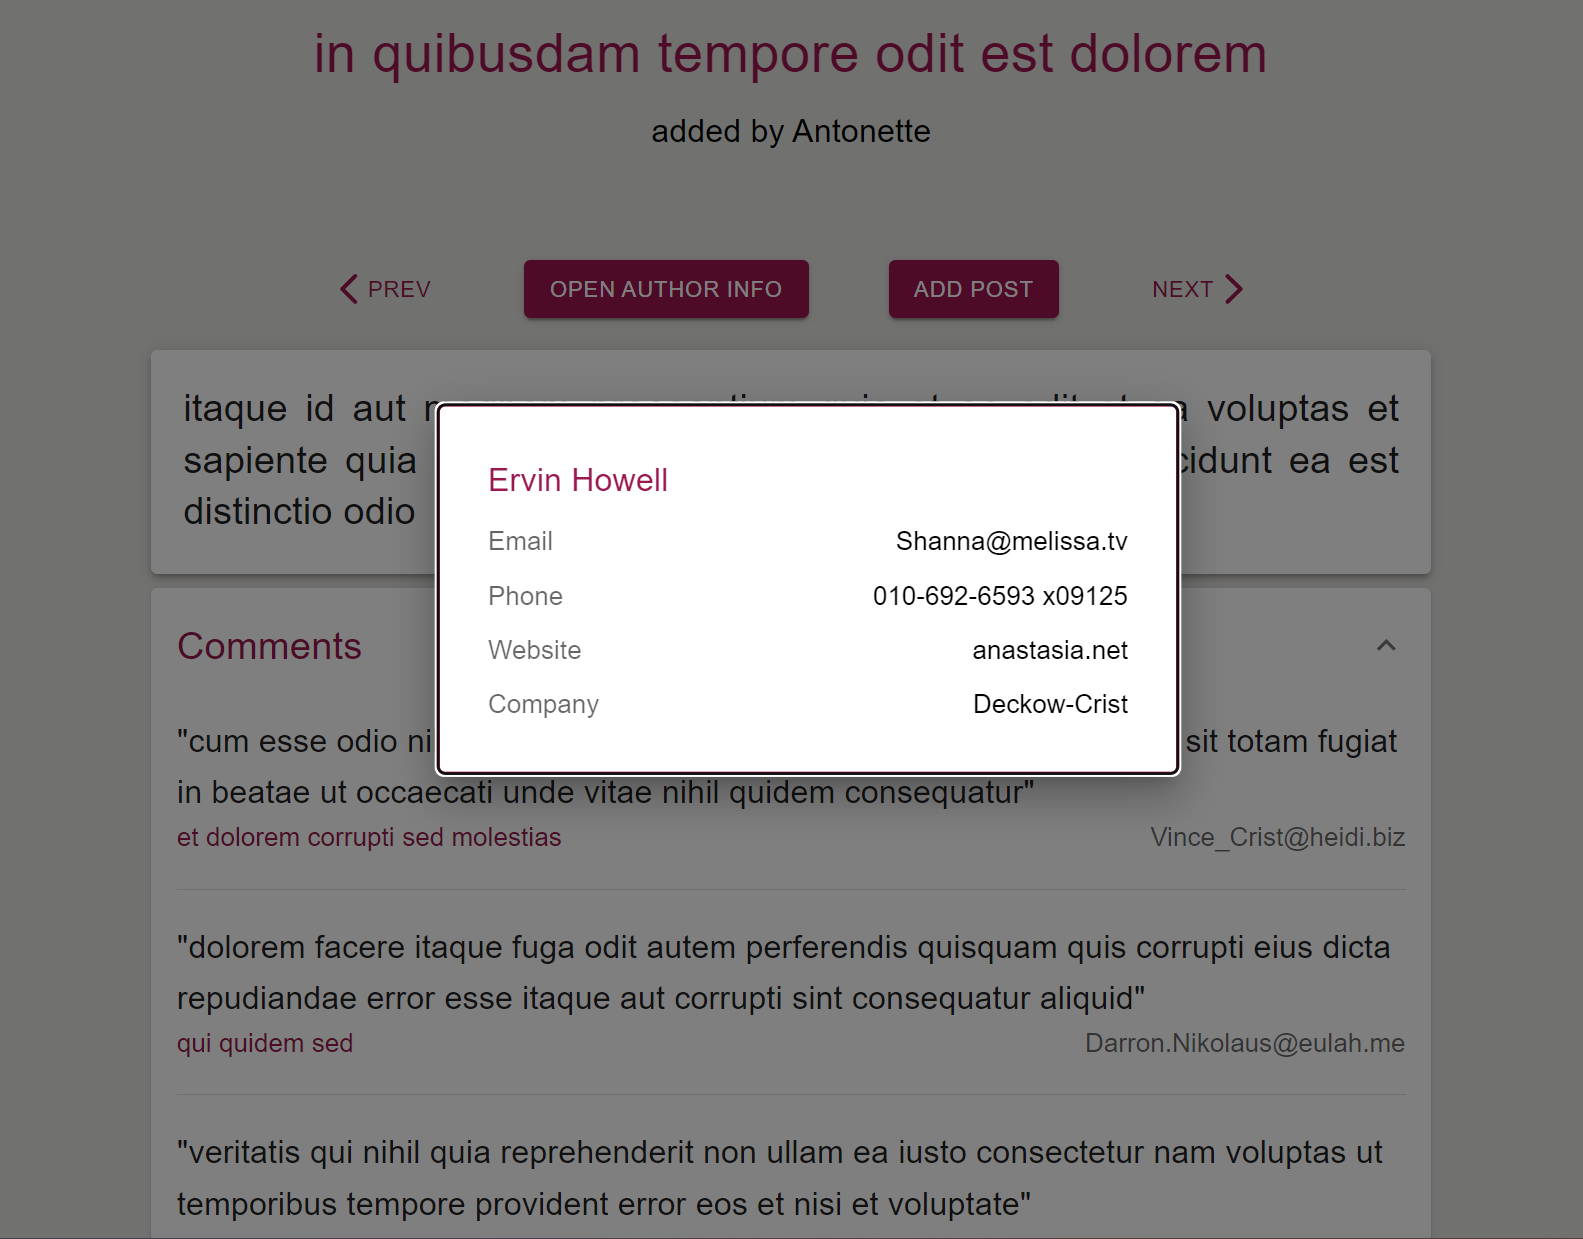 in quibusdam tempore odit est dolorem
added by Antonette
PREV
OPEN AUTHOR INFO
ADD POST
NEXT
itaque id aut voluptas et
sapiente quia ea est
distinctio odio
Ervin Howell
Email Shanna@melissa.tv
Phone 010-692-6593 x09125
Website anastasia.net
Company Deckow-Crist
Comments
"cum esse odio sit totam fugiat
in beatae ut occaecati unde vitae nihil quidem consequatur"
et dolorem corrupti sed molestias Vince_Crist@heidi.biz
"dolorem facere itaque fuga odit autem perferendis quisquam quis corrupti eius dicta
repudiandae error esse itaque aut corrupti sint consequatur aliquid"
qui quidem sed Darron.Nikolaus@eulah.me
"veritatis qui nihil quia reprehenderit non ullam ea iusto consectetur nam voluptas ut
temporibus tempore provident error eos et nisi et voluptate"